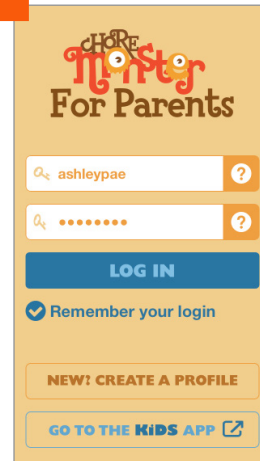 CHORE
monster
For Parents
ashleypae
?
••••••••
?
LOG IN
Remember your login
NEW? CREATE A PROFILE
GO TO THE KiDS APP